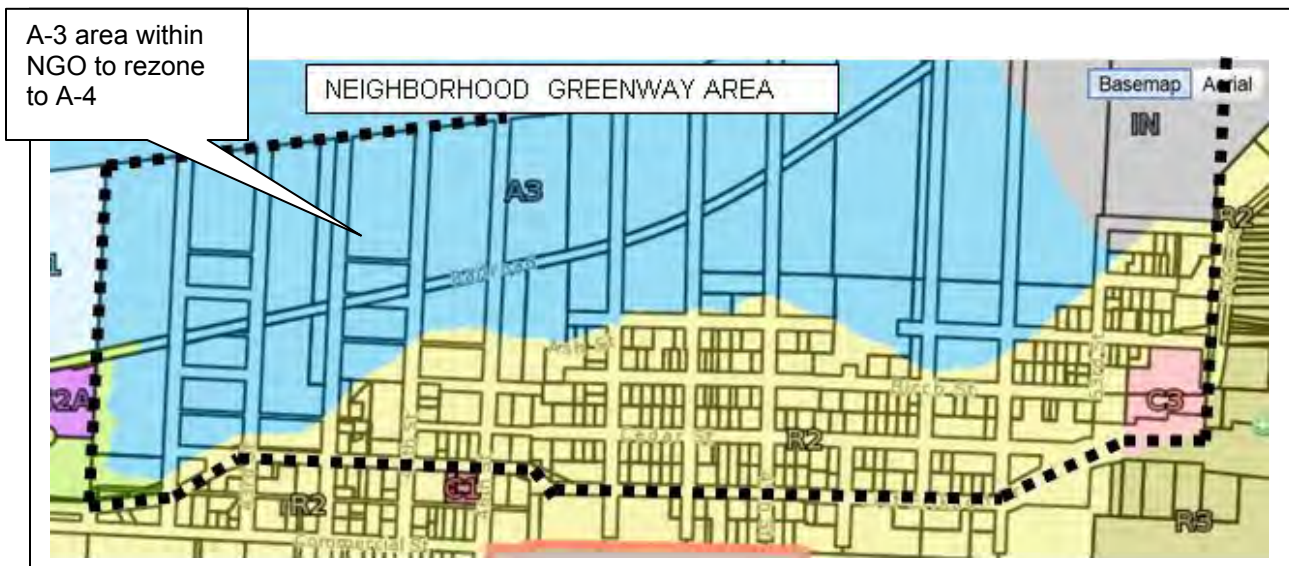 A-3 area within
NGO to rezone
to A-4
NEIGHBORHOOD GREENWAY AREA
Basemap
Aerial
IN
A3
R2
Ash St
Birch St
C3
Cedar St
R2
C1
R2
Commercial St
R3